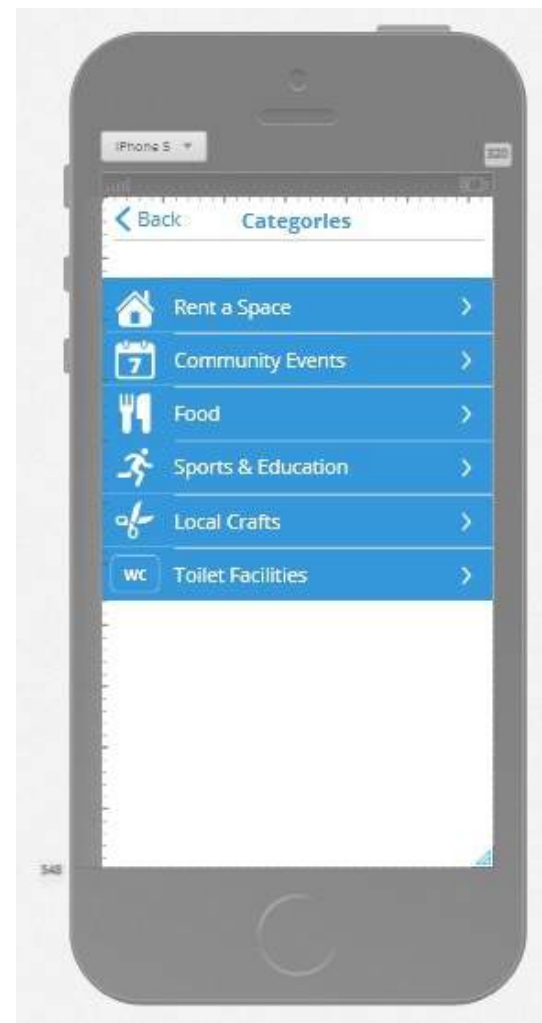 iPhone 5
320
Back Categories
Rent a Space
7 Community Events
Food
Sports & Education
Local Crafts
WC Toilet Facilities
548